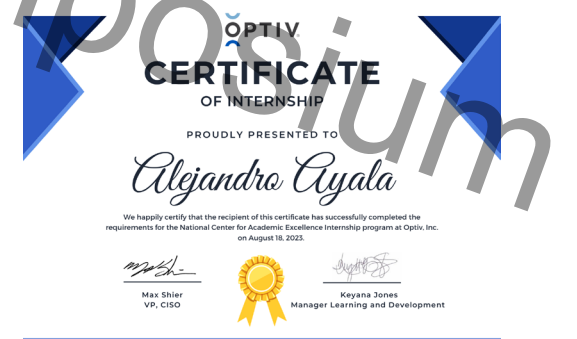 OPTIV
CERTIFICATE
OF INTERNSHIP
PROUDLY PRESENTED TO
Alejandro Ayala
We happily certify that the recipient of this certificate has successfully completed the
requirements for the National Center for Academic Excellence Internship program at Optiv, Inc.
on August 18, 2023.
Max Shier
VP, CISO
Keyana Jones
Manager Learning and Development